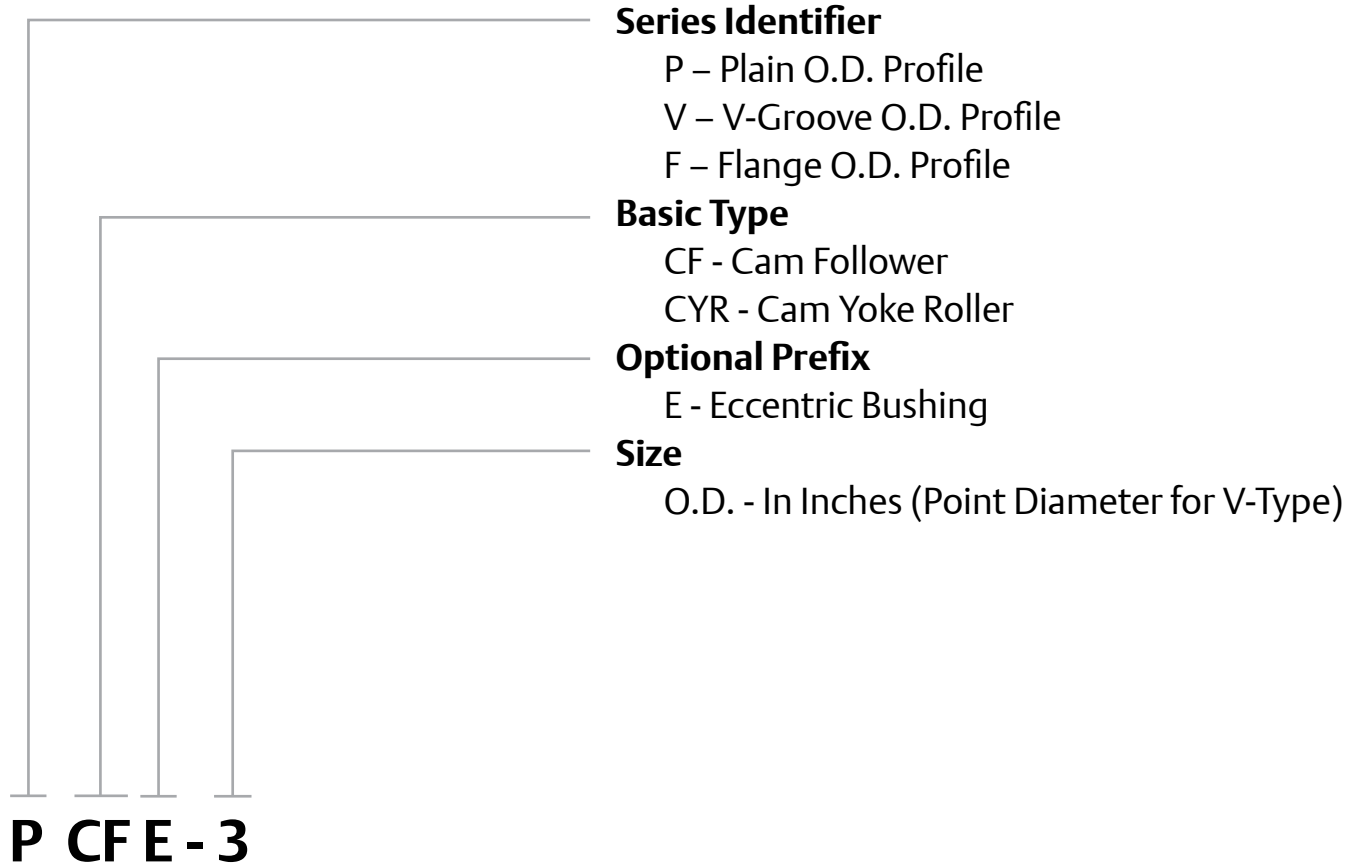 Series Identifier
P – Plain O.D. Profile
V – V-Groove O.D. Profile
F – Flange O.D. Profile
Basic Type
CF - Cam Follower
CYR - Cam Yoke Roller
Optional Prefix
E - Eccentric Bushing
Size
O.D. - In Inches (Point Diameter for V-Type)
P CF E - 3